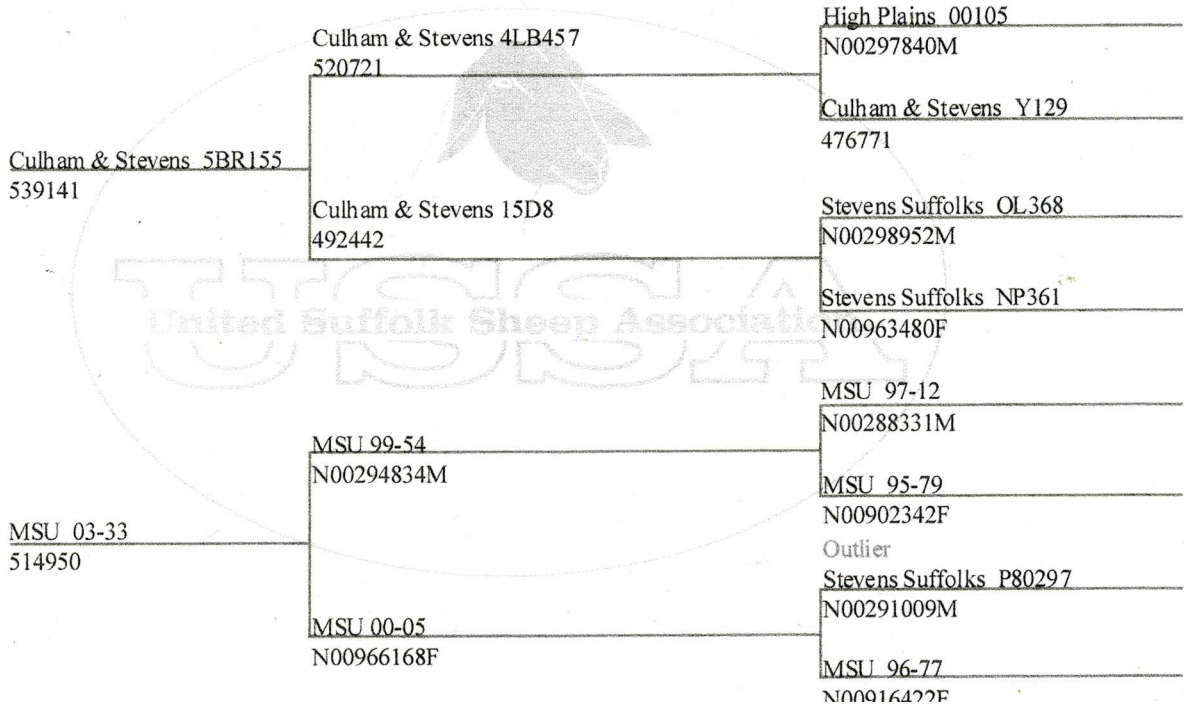 High Plains 00105
N00297840M
Culham & Stevens 4LB457
520721
Culham & Stevens Y129
476771
Culham & Stevens 5BR155
539141
Culham & Stevens 15D8
492442
Stevens Suffolks OL368
N00298952M
Stevens Suffolks NP361
N00963480F
USSA
United Suffolk Sheep Association
MSU 97-12
N00288331M
MSU 99-54
N00294834M
MSU 95-79
N00902342F
MSU 03-33
514950
Outlier
Stevens Suffolks P80297
N00291009M
MSU 00-05
N00966168F
MSU 96-77
N00916422F